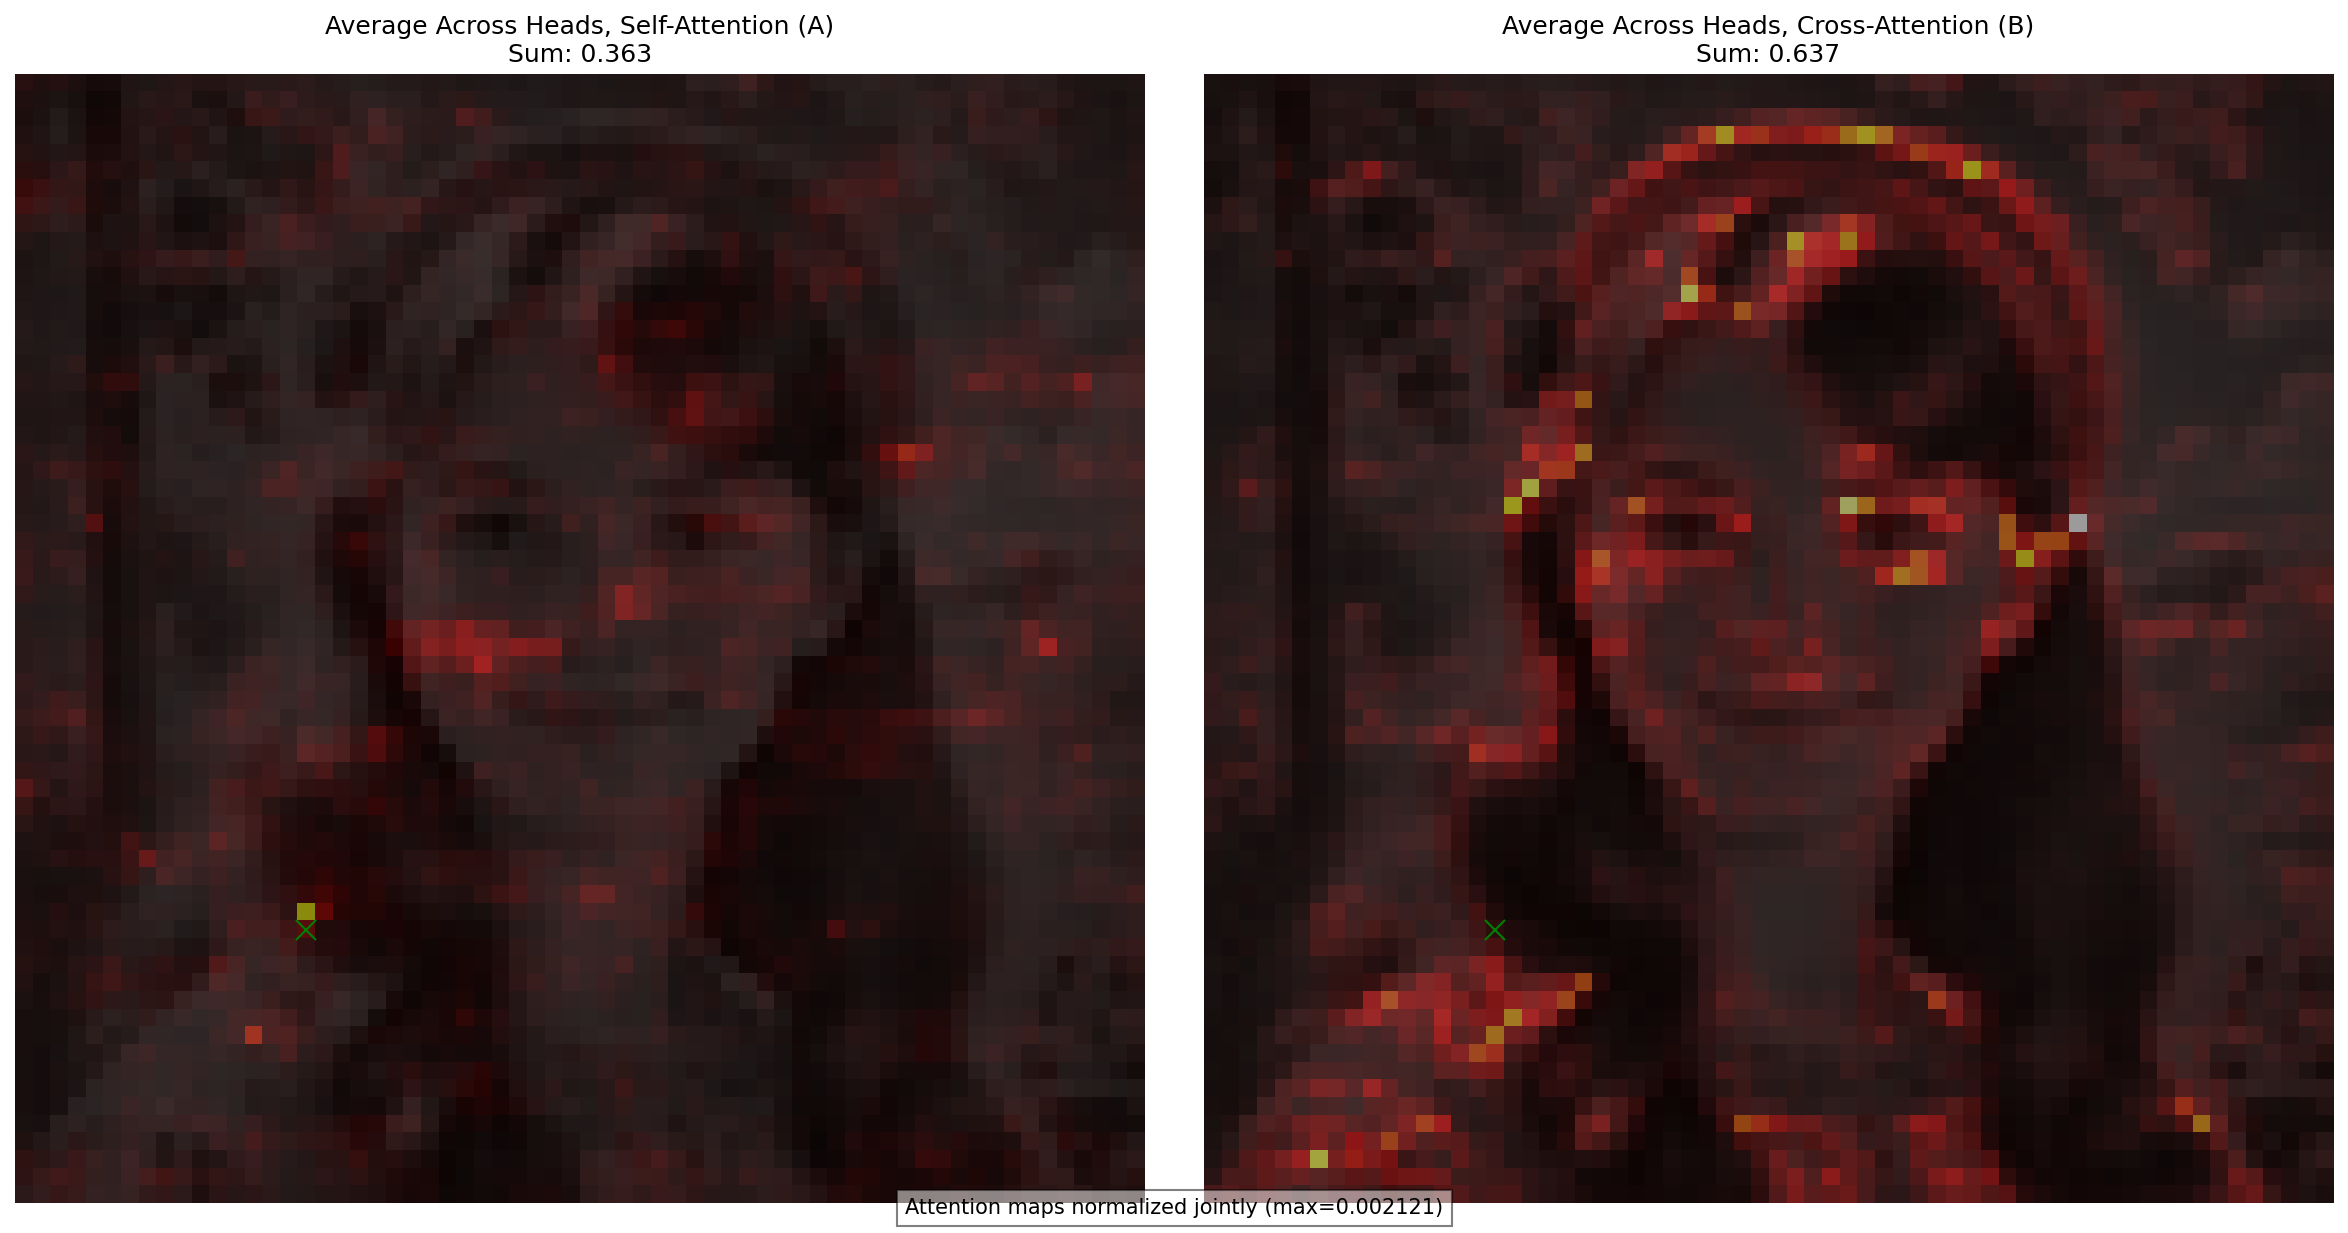 Average Across Heads, Self-Attention (A)
Sum: 0.363
Average Across Heads, Cross-Attention (B)
Sum: 0.637
Attention maps normalized jointly (max=0.002121)